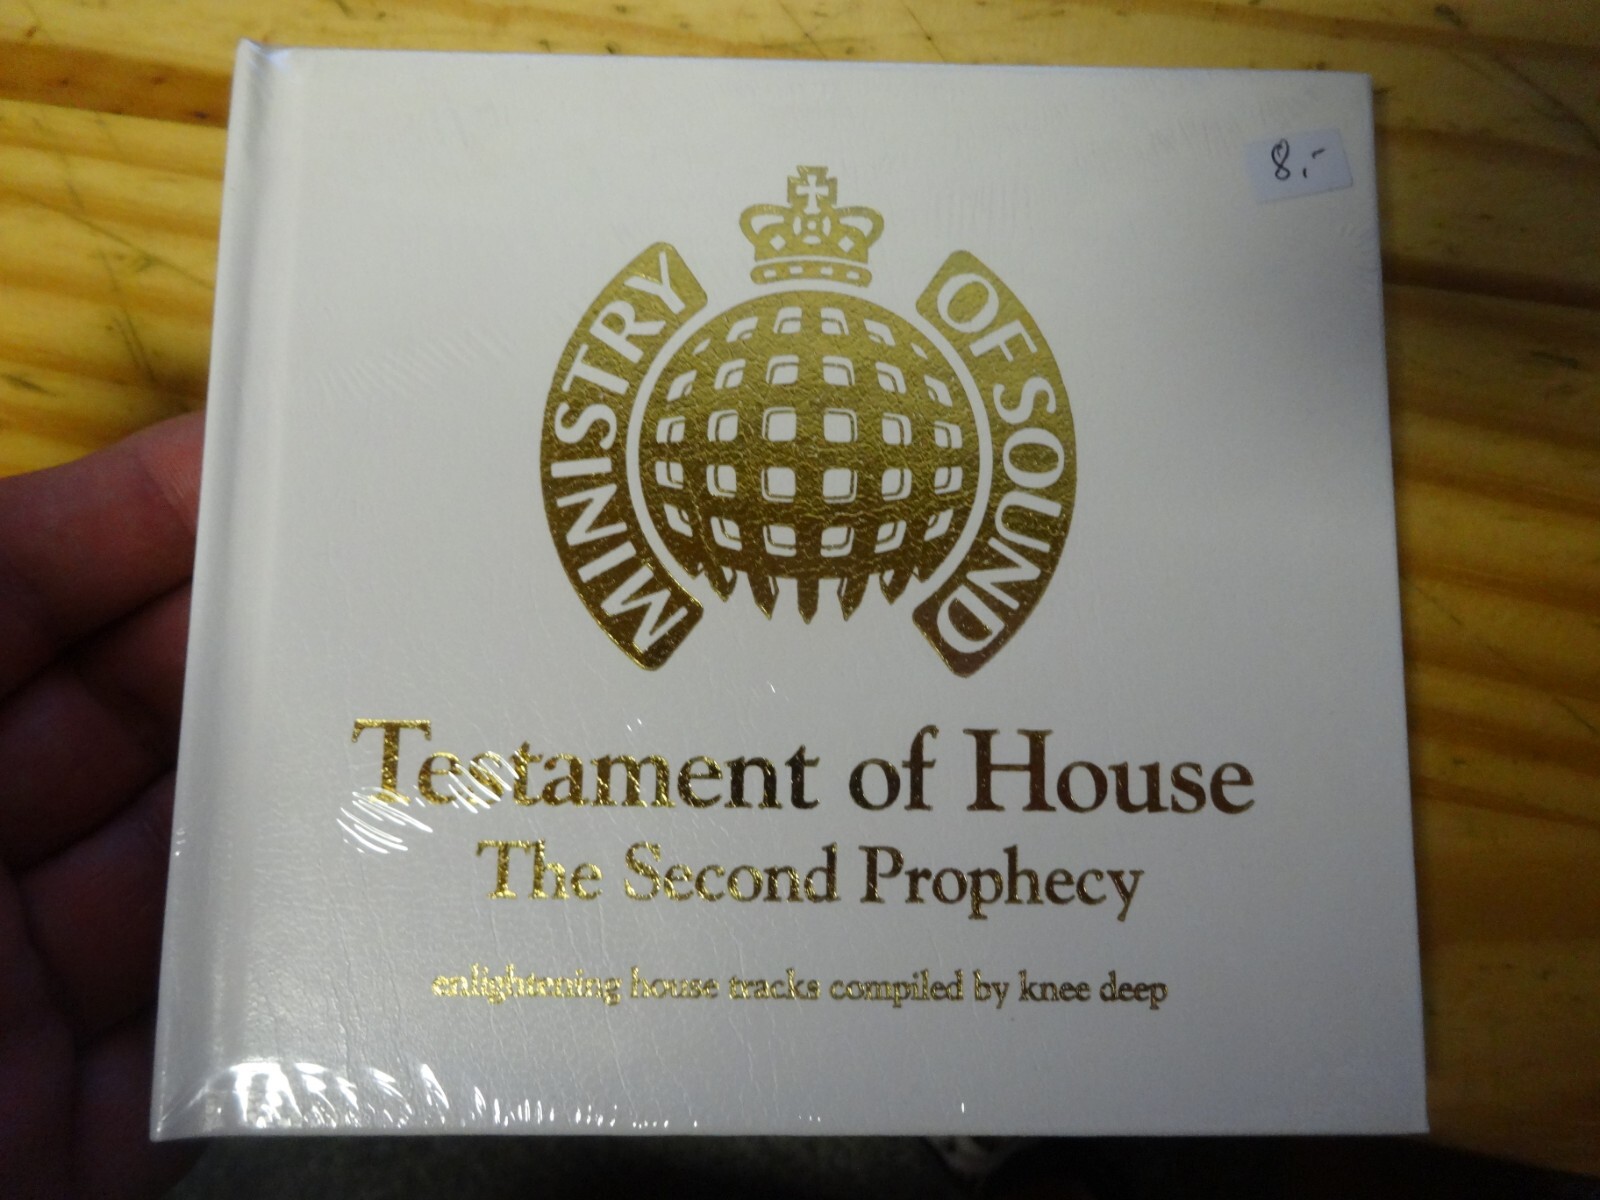 8,-
MINISTRY OF SOUND
Testament of House
The Second Prophecy
enlightening house tracks compiled by knee deep